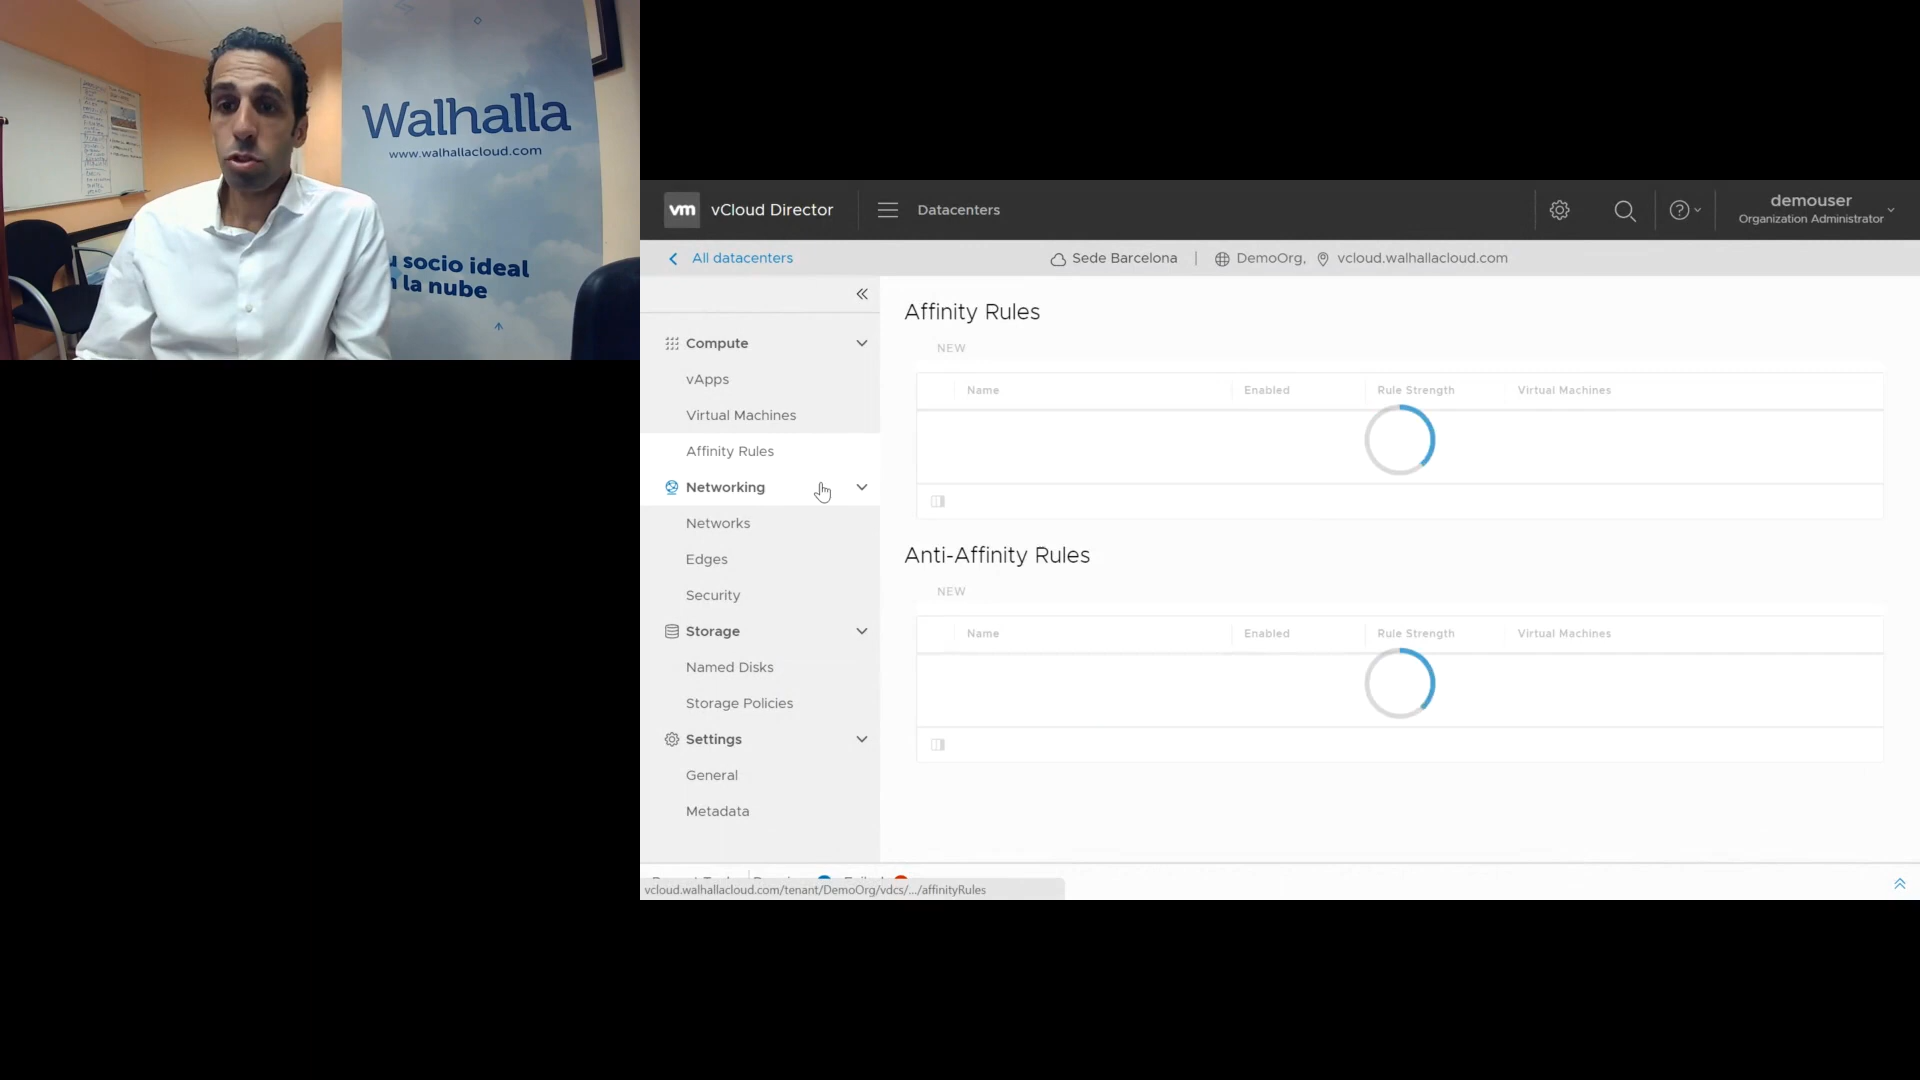 Walhalla
www.walhallacloud.com
socio ideal
la nube
vm vCloud Director
Datacenters
demouser
Organization Administrator
All datacenters
Sede Barcelona | DemoOrg, vcloud.walhallacloud.com
Compute
vApps
Virtual Machines
Affinity Rules
Networking
Networks
Edges
Security
Storage
Named Disks
Storage Policies
Settings
General
Metadata
Affinity Rules
NEW
Name Enabled Rule Strength Virtual Machines
Anti-Affinity Rules
NEW
Name Enabled Rule Strength Virtual Machines
vcloud.walhallacloud.com/tenant/DemoOrg/vdcs/.../affinityRules